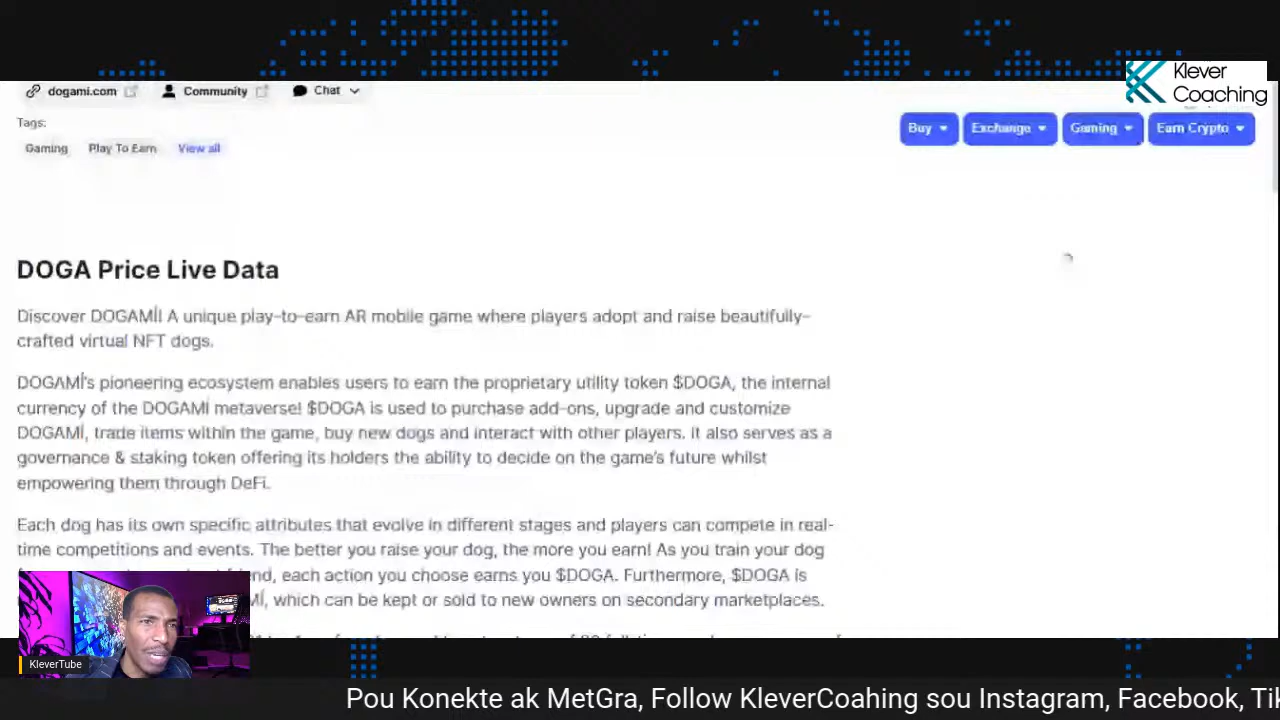 Klever
Coaching
dogami.com Community Chat
Tags:
Buy Exchange Gaming Earn Crypto
Gaming Play To Earn View all
DOGA Price Live Data
Discover DOGAMÍ! A unique play-to-earn AR mobile game where players adopt and raise beautifully-
crafted virtual NFT dogs.
DOGAMÍ's pioneering ecosystem enables users to earn the proprietary utility token $DOGA, the internal
currency of the DOGAMÍ metaverse! $DOGA is used to purchase add-ons, upgrade and customize
DOGAMÍ, trade items within the game, buy new dogs and interact with other players. It also serves as a
governance & staking token offering its holders the ability to decide on the game's future whilst
empowering them through DeFi.
Each dog has its own specific attributes that evolve in different stages and players can compete in real-
time competitions and events. The better you raise your dog, the more you earn! As you train your dog
each action you choose earns you $DOGA. Furthermore, $DOGA is
which can be kept or sold to new owners on secondary marketplaces.
KleverTube
Pou Konekte ak MetGra, Follow KleverCoahing sou Instagram, Facebook, Tik